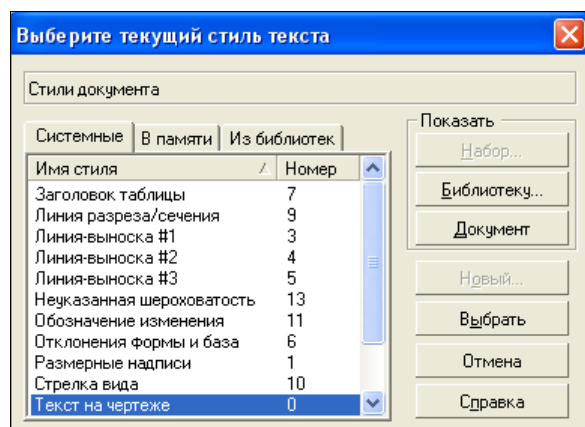 Выберите текущий стиль текста
Стили документа
Системные В памяти Из библиотек
Имя стиля Номер
Заголовок таблицы 7
Линия разреза/сечения 9
Линия-выноска #1 3
Линия-выноска #2 4
Линия-выноска #3 5
Неуказанная шероховатость 13
Обозначение изменения 11
Отклонения формы и база 6
Размерные надписи 1
Стрелка вида 10
Текст на чертеже 0
Показать
Набор...
Библиотеку...
Документ
Новый...
Выбрать
Отмена
Справка